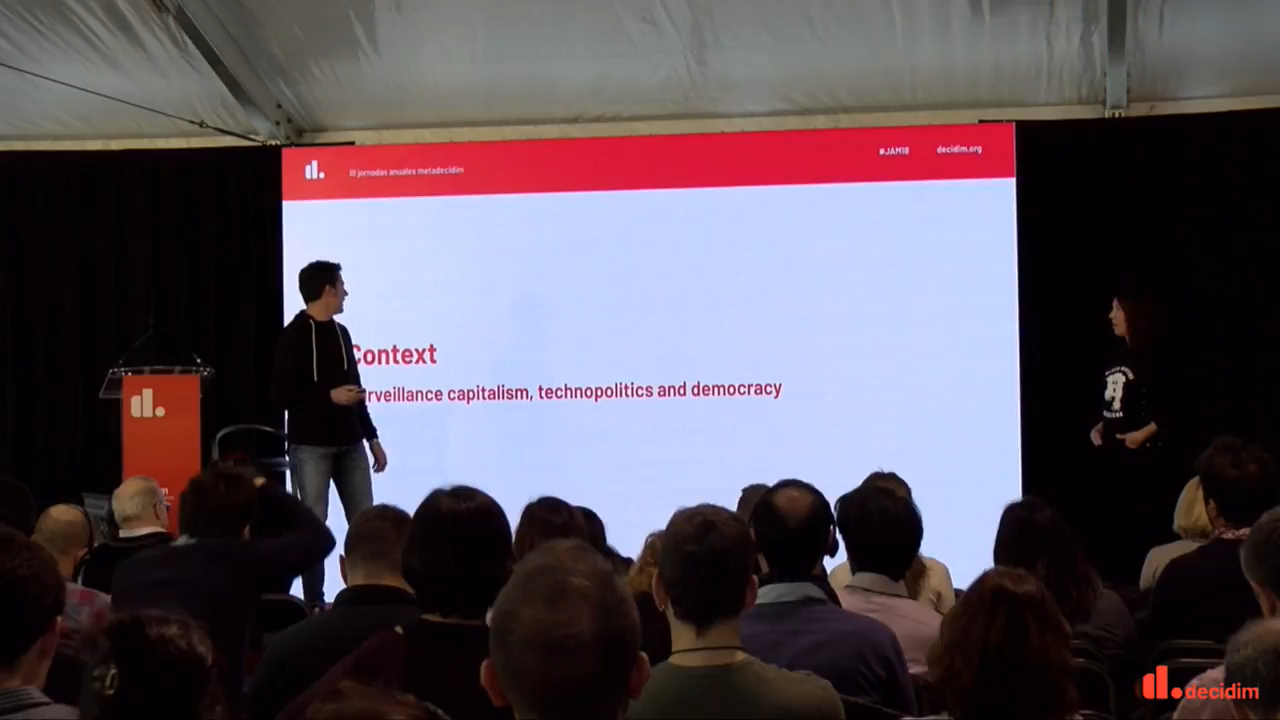 d.
III jornadas anuales metadecidim
#JAM18
decidim.org
Context
rveillance capitalism, technopolitics and democracy
d.
d.decidim